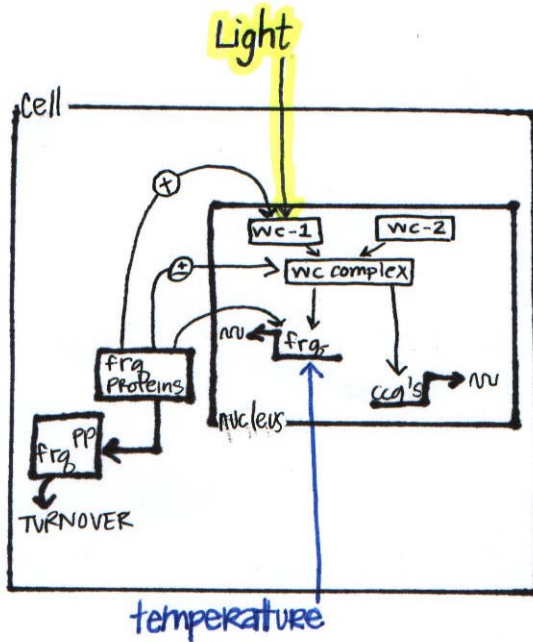 Light
cell
+
wc-1
wc-2
±
wc complex
frq
frq
proteins
ccg's
nucleus
frq PP
TURNOVER
temperature